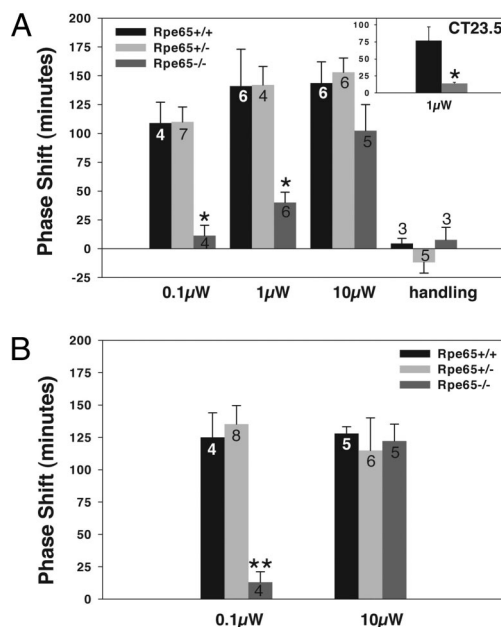 A
Rpe65+/+
Rpe65+/-
Rpe65-/-
CT23.5
100
75
50
25
0
*
1µW
Phase Shift (minutes)
200
175
150
125
100
75
50
25
0
-25
4 7 * 4
6 4 * 6
6 6 5
3 5 3
0.1µW 1µW 10µW handling
B
Rpe65+/+
Rpe65+/-
Rpe65-/-
Phase Shift (minutes)
200
175
150
125
100
75
50
25
0
4 8 ** 4
5 6 5
0.1µW 10µW